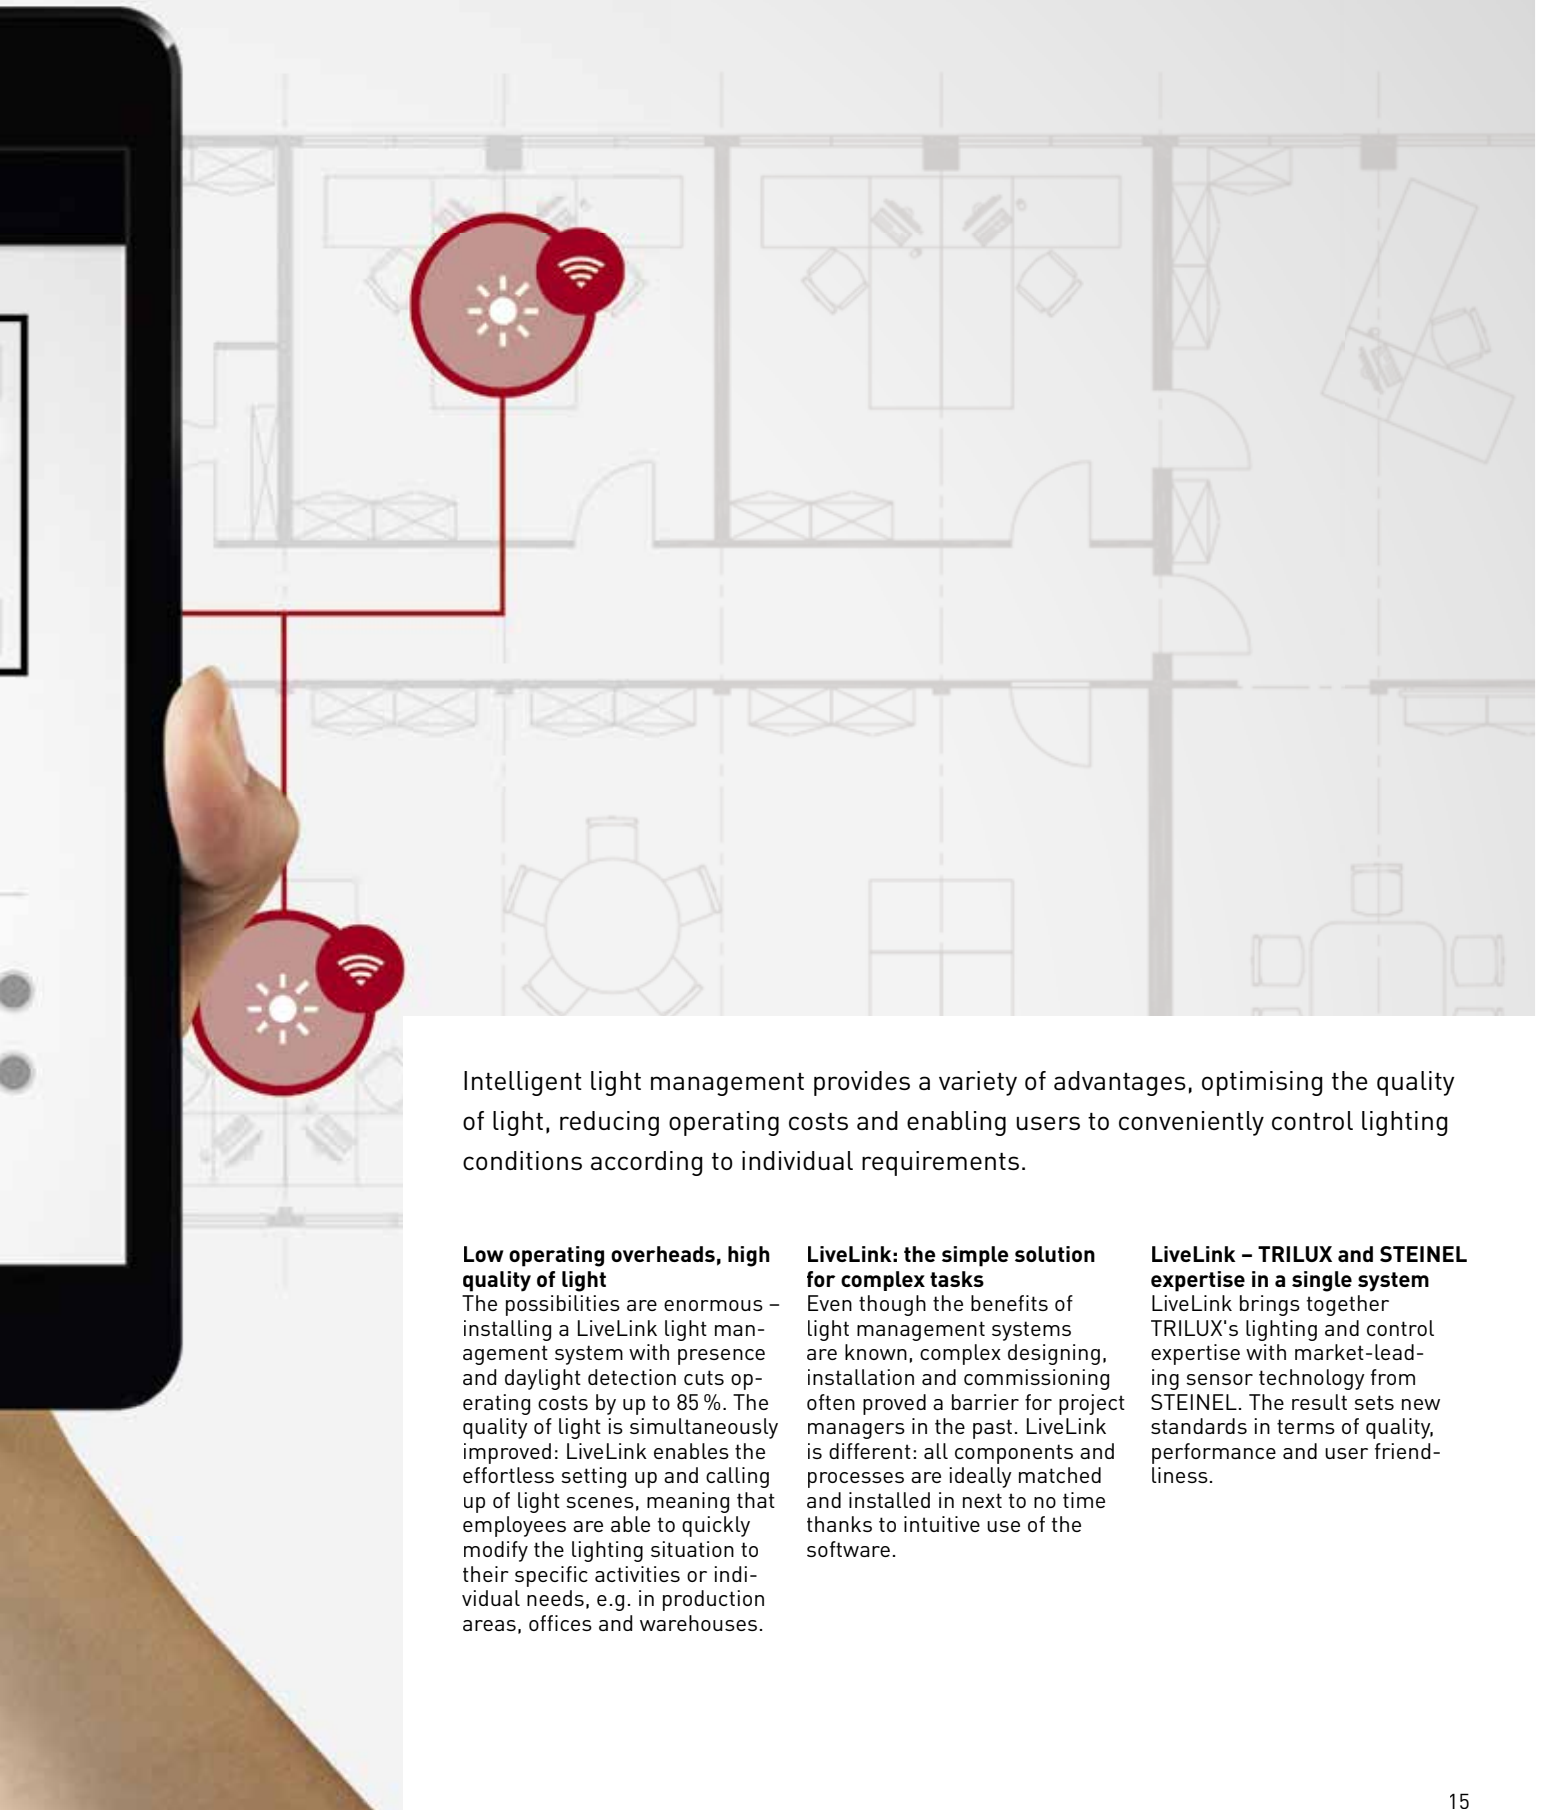 Intelligent light management provides a variety of advantages, optimising the quality
of light, reducing operating costs and enabling users to conveniently control lighting
conditions according to individual requirements.
Low operating overheads, high
quality of light
The possibilities are enormous –
installing a LiveLink light man-
agement system with presence
and daylight detection cuts op-
erating costs by up to 85 %. The
quality of light is simultaneously
improved: LiveLink enables the
effortless setting up and calling
up of light scenes, meaning that
employees are able to quickly
modify the lighting situation to
their specific activities or indi-
vidual needs, e.g. in production
areas, offices and warehouses.
LiveLink: the simple solution
for complex tasks
Even though the benefits of
light management systems
are known, complex designing,
installation and commissioning
often proved a barrier for project
managers in the past. LiveLink
is different: all components and
processes are ideally matched
and installed in next to no time
thanks to intuitive use of the
software.
LiveLink – TRILUX and STEINEL
expertise in a single system
LiveLink brings together
TRILUX's lighting and control
expertise with market-lead-
ing sensor technology from
STEINEL. The result sets new
standards in terms of quality,
performance and user friend-
liness.
15